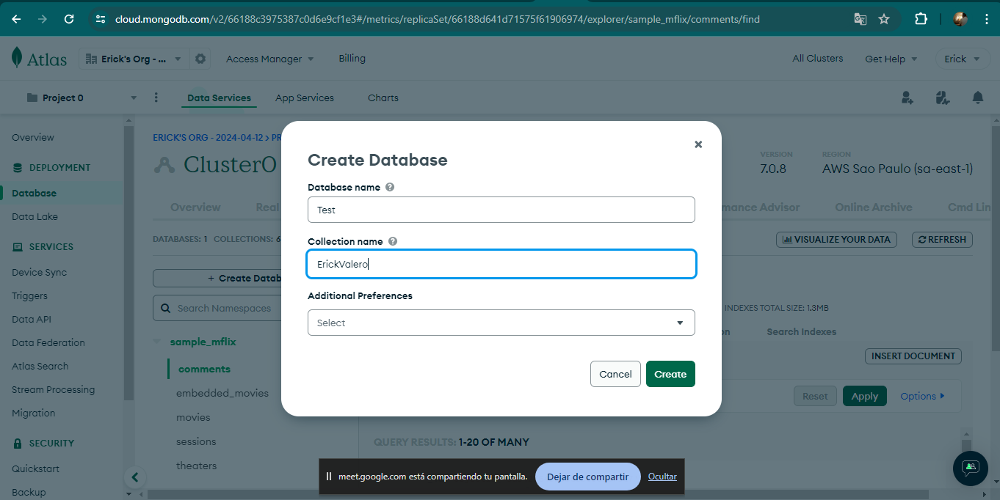 cloud.mongodb.com/v2/66188c3975387c0d6e9cf1e3#/metrics/replicaSet/66188d641d71575f61906974/explorer/sample_mflix/comments/find
Atlas
Erick's Org - ...
Access Manager
Billing
All Clusters
Get Help
Erick
Project 0
Data Services
App Services
Charts
Overview
DEPLOYMENT
Database
Data Lake
SERVICES
Device Sync
Triggers
Data API
Data Federation
Atlas Search
Stream Processing
Migration
SECURITY
Quickstart
Backup
ERICK'S ORG - 2024-04-12 > PR
Cluster0
VERSION
7.0.8
REGION
AWS Sao Paulo (sa-east-1)
Overview
Real
mance Advisor
Online Archive
Cmd Lin
DATABASES: 1 COLLECTIONS: 6
VISUALIZE YOUR DATA
REFRESH
+ Create Datab
Search Namespaces
sample_mflix
comments
embedded_movies
movies
sessions
theaters
INDEXES TOTAL SIZE: 1.3MB
on
Search Indexes
INSERT DOCUMENT
Reset
Apply
Options
QUERY RESULTS: 1-20 OF MANY
Create Database
Database name
Test
Collection name
ErickValero
Additional Preferences
Select
Cancel
Create
meet.google.com está compartiendo tu pantalla.
Dejar de compartir
Ocultar